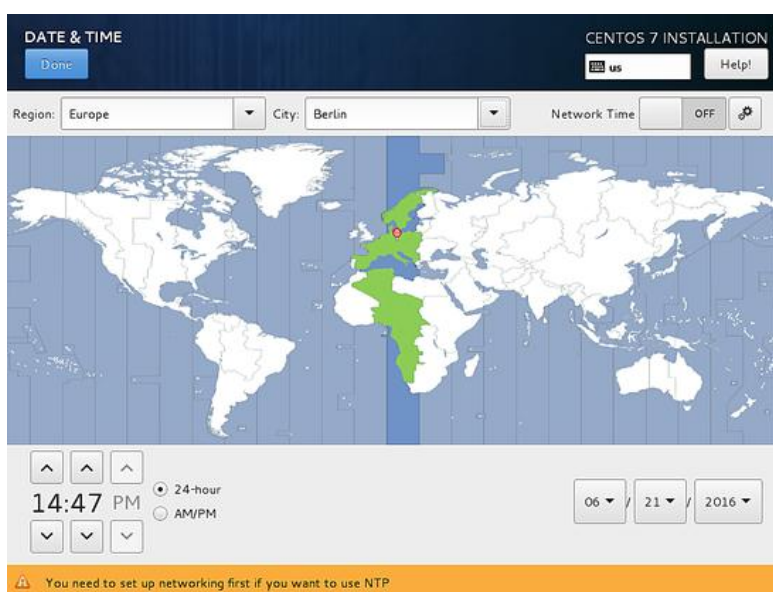 DATE & TIME
CENTOS 7 INSTALLATION
Done
us
Help!
Region: Europe City: Berlin Network Time OFF
14:47 PM
24-hour
AM/PM
06 / 21 / 2016
You need to set up networking first if you want to use NTP